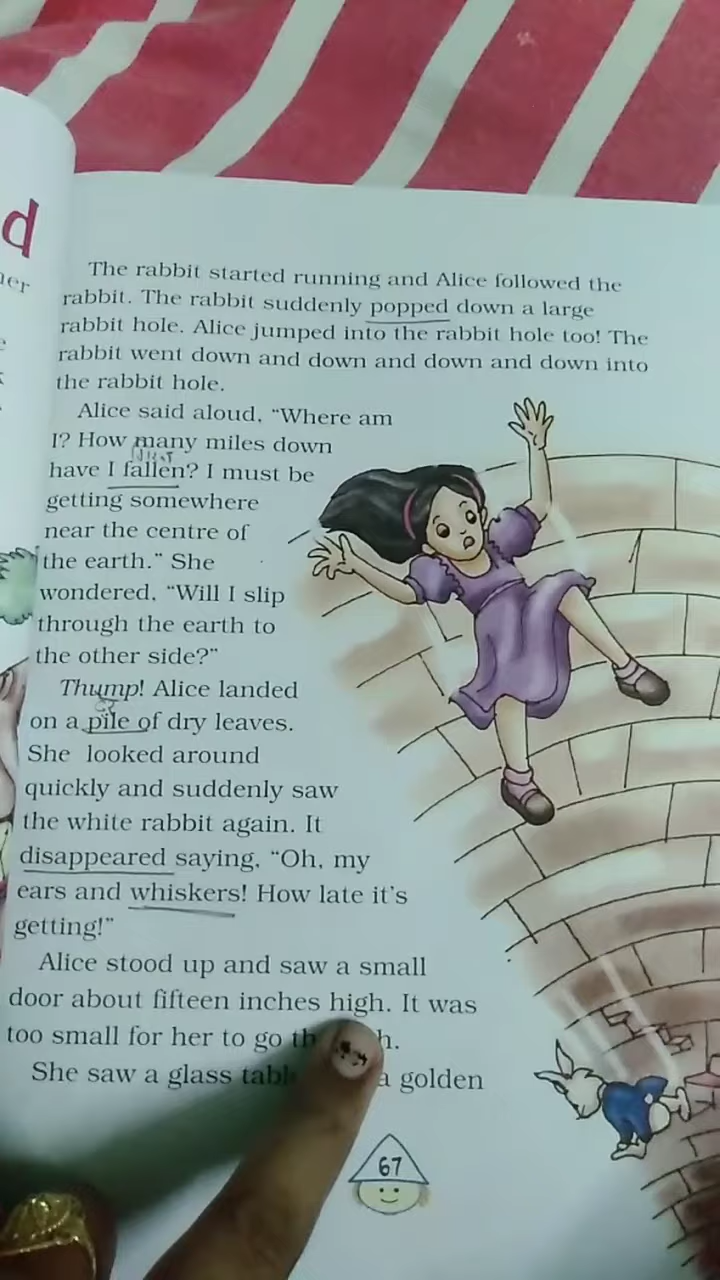 d
The rabbit started running and Alice followed the
rabbit. The rabbit suddenly popped down a large
rabbit hole. Alice jumped into the rabbit hole too! The
rabbit went down and down and down and down into
the rabbit hole.
Alice said aloud, “Where am
I? How many miles down
have I fallen? I must be
getting somewhere
near the centre of
the earth.” She
wondered, “Will I slip
through the earth to
the other side?”
Thump! Alice landed
on a pile of dry leaves.
She looked around
quickly and suddenly saw
the white rabbit again. It
disappeared saying, “Oh, my
ears and whiskers! How late it’s
getting!”
Alice stood up and saw a small
door about fifteen inches high. It was
too small for her to go
She saw a glass a golden
67